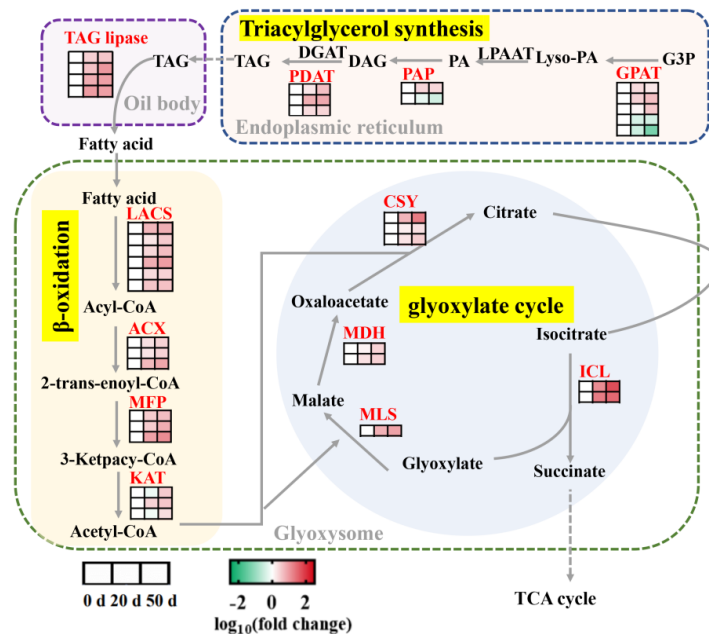 Triacylglycerol synthesis
TAG lipase
TAG
TAG
DGAT
DAG
PA
LPAAT
Lyso-PA
G3P
PDAT
PAP
GPAT
Oil body
Endoplasmic reticulum
Fatty acid
Fatty acid
LACS
β-oxidation
Acyl-CoA
ACX
2-trans-enoyl-CoA
MFP
3-Ketpacy-CoA
KAT
Acetyl-CoA
CSY
Citrate
Oxaloacetate
glyoxylate cycle
Isocitrate
MDH
ICL
Malate
MLS
Glyoxylate
Succinate
Glyoxysome
TCA cycle
0 d 20 d 50 d
-2 0 2
log10(fold change)